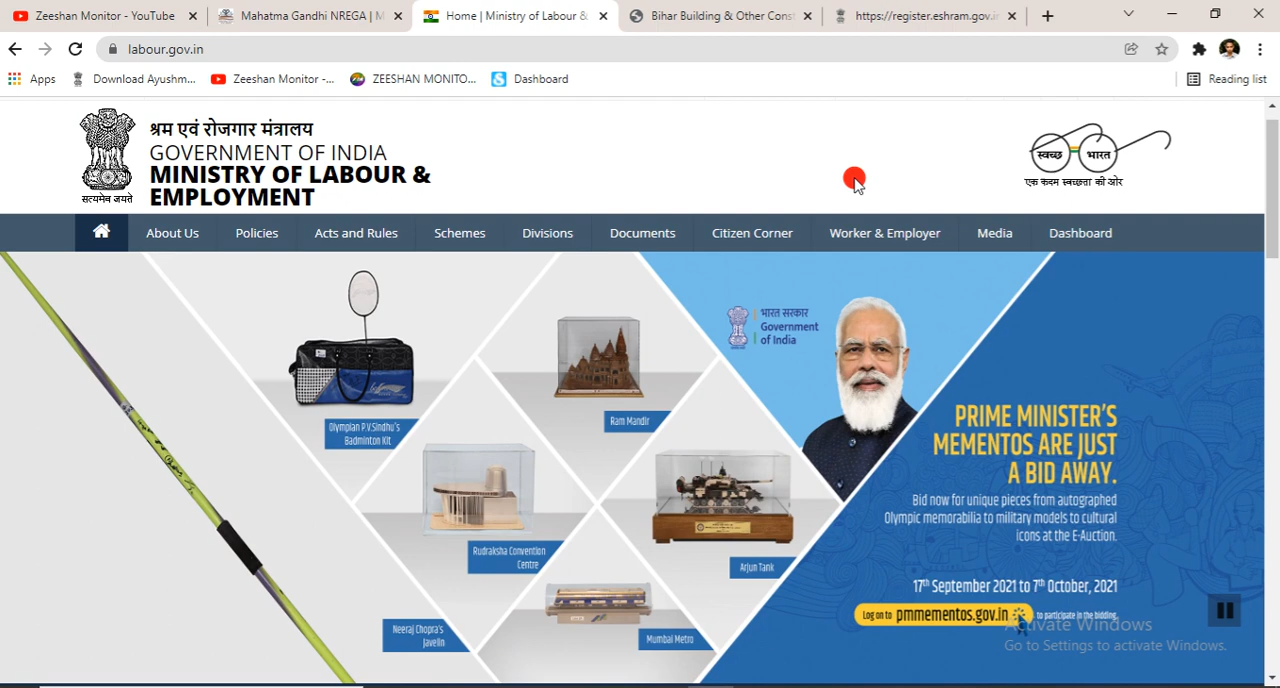 Zeeshan Monitor - YouTube
Mahatma Gandhi NREGA | M
Home | Ministry of Labour &
Bihar Building & Other Const
https://register.eshram.gov.in
labour.gov.in
Apps
Download Ayushm...
Zeeshan Monitor -...
ZEESHAN MONITO...
Dashboard
Reading list
श्रम एवं रोजगार मंत्रालय
GOVERNMENT OF INDIA
MINISTRY OF LABOUR &
EMPLOYMENT
सत्यमेव जयते
स्वच्छ भारत
एक कदम स्वच्छता की ओर
About Us
Policies
Acts and Rules
Schemes
Divisions
Documents
Citizen Corner
Worker & Employer
Media
Dashboard
भारत सरकार
Government
of India
Olympian P.V.Sindhu's
Badminton Kit
Ram Mandir
Rudraksha Convention
Centre
Arjun Tank
Neeraj Chopra's
Javelin
Mumbai Metro
PRIME MINISTER'S
MEMENTOS ARE JUST
A BID AWAY.
Bid now for unique pieces from autographed
Olympic memorabilia to military models to cultural
icons at the E-Auction.
17th September 2021 to 7th October, 2021
Log on to pmmementos.gov.in to participate in the bidding.
Activate Windows
Go to Settings to activate Windows.